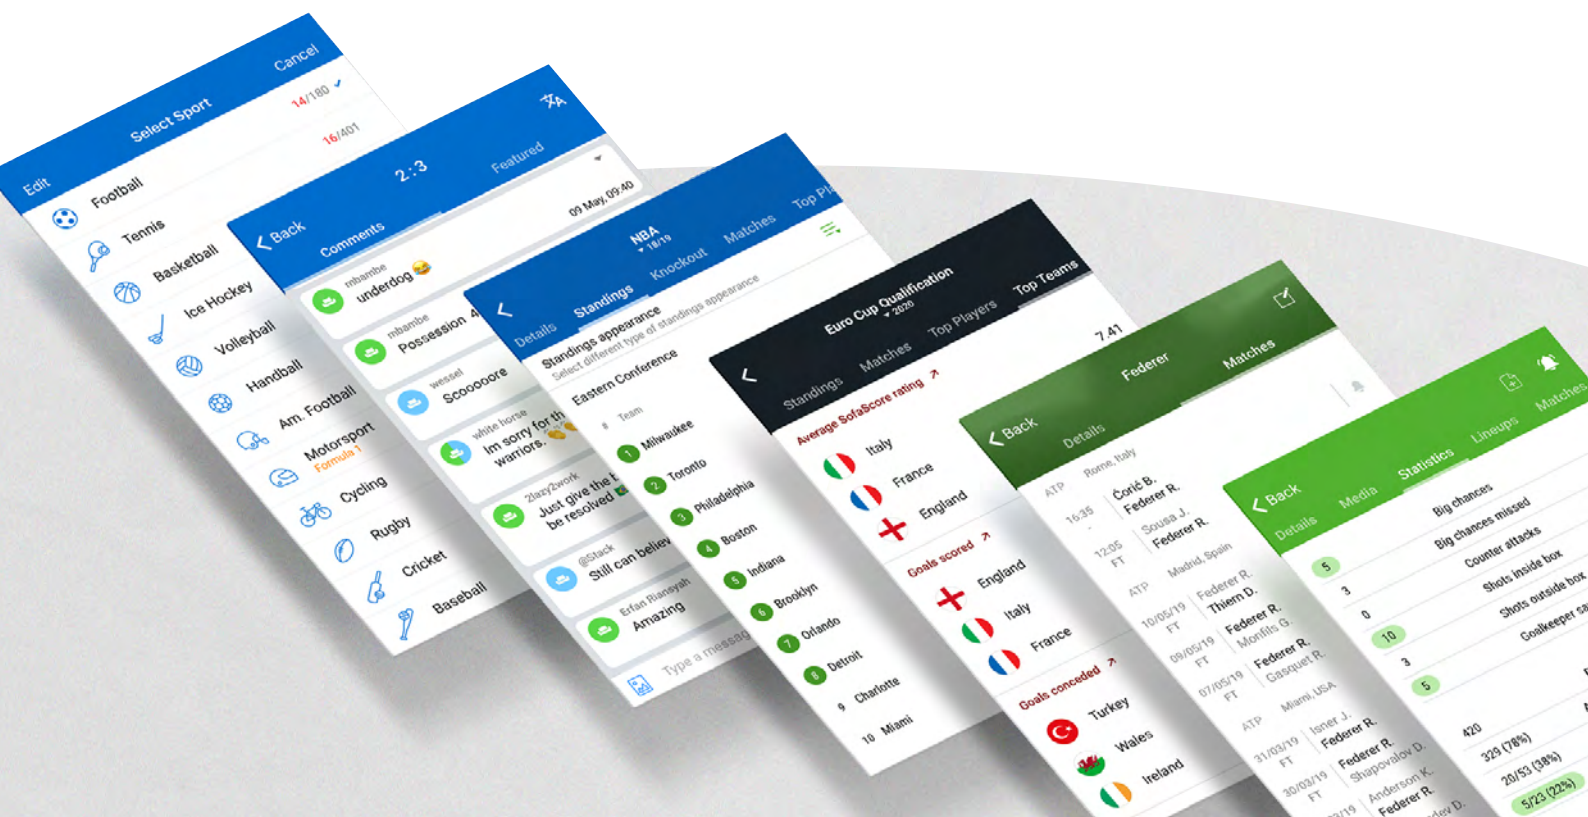 Edit
Select Sport
Cancel
Football
14/180
Tennis
16/401
Basketball
Ice Hockey
Volleyball
Handball
Am. Football
Motorsport
Formula 1
Cycling
Rugby
Cricket
Baseball
Back
2 : 3
Comments
Featured
09 May, 09:40
mbambe
underdog 😂
mbambe
Possession 4
wessel
Scooooore
white horse
Im sorry for th
warriors. 👏👏
2lazy2work
Just give the
be resolved
@Stack
Still can believ
Erfan Riansyah
Amazing
Type a messag
NBA
18/19
Details
Standings
Knockout
Matches
Top Pla
Standings appearance
Select different type of standings appearance
Eastern Conference
# Team
1 Milwaukee
2 Toronto
3 Philadelphia
4 Boston
5 Indiana
6 Brooklyn
7 Orlando
8 Detroit
9 Charlotte
10 Miami
Euro Cup Qualification
2020
Standings
Matches
Top Players
Top Teams
Average SofaScore rating
7.41
Italy
France
England
Goals scored
England
Italy
France
Goals conceded
Turkey
Wales
Ireland
Back
Federer
Details
Matches
ATP Rome, Italy
16:35
-
Ćorić B.
Federer R.
12:05
FT
Sousa J.
Federer R.
ATP Madrid, Spain
10/05/19
FT
Federer R.
Thiem D.
09/05/19
FT
Federer R.
Monfils G.
07/05/19
FT
Federer R.
Gasquet R.
ATP Miami, USA
31/03/19
FT
Isner J.
Federer R.
30/03/19
FT
Federer R.
Shapovalov D.
/03/19
Anderson K.
Federer R.
dev D.
Back
Details
Media
Statistics
Lineups
Matches
5
Big chances
3
Big chances missed
0
Counter attacks
10
Shots inside box
3
Shots outside box
5
Goalkeeper sa
420
329 (78%)
20/53 (38%)
5/23 (22%)